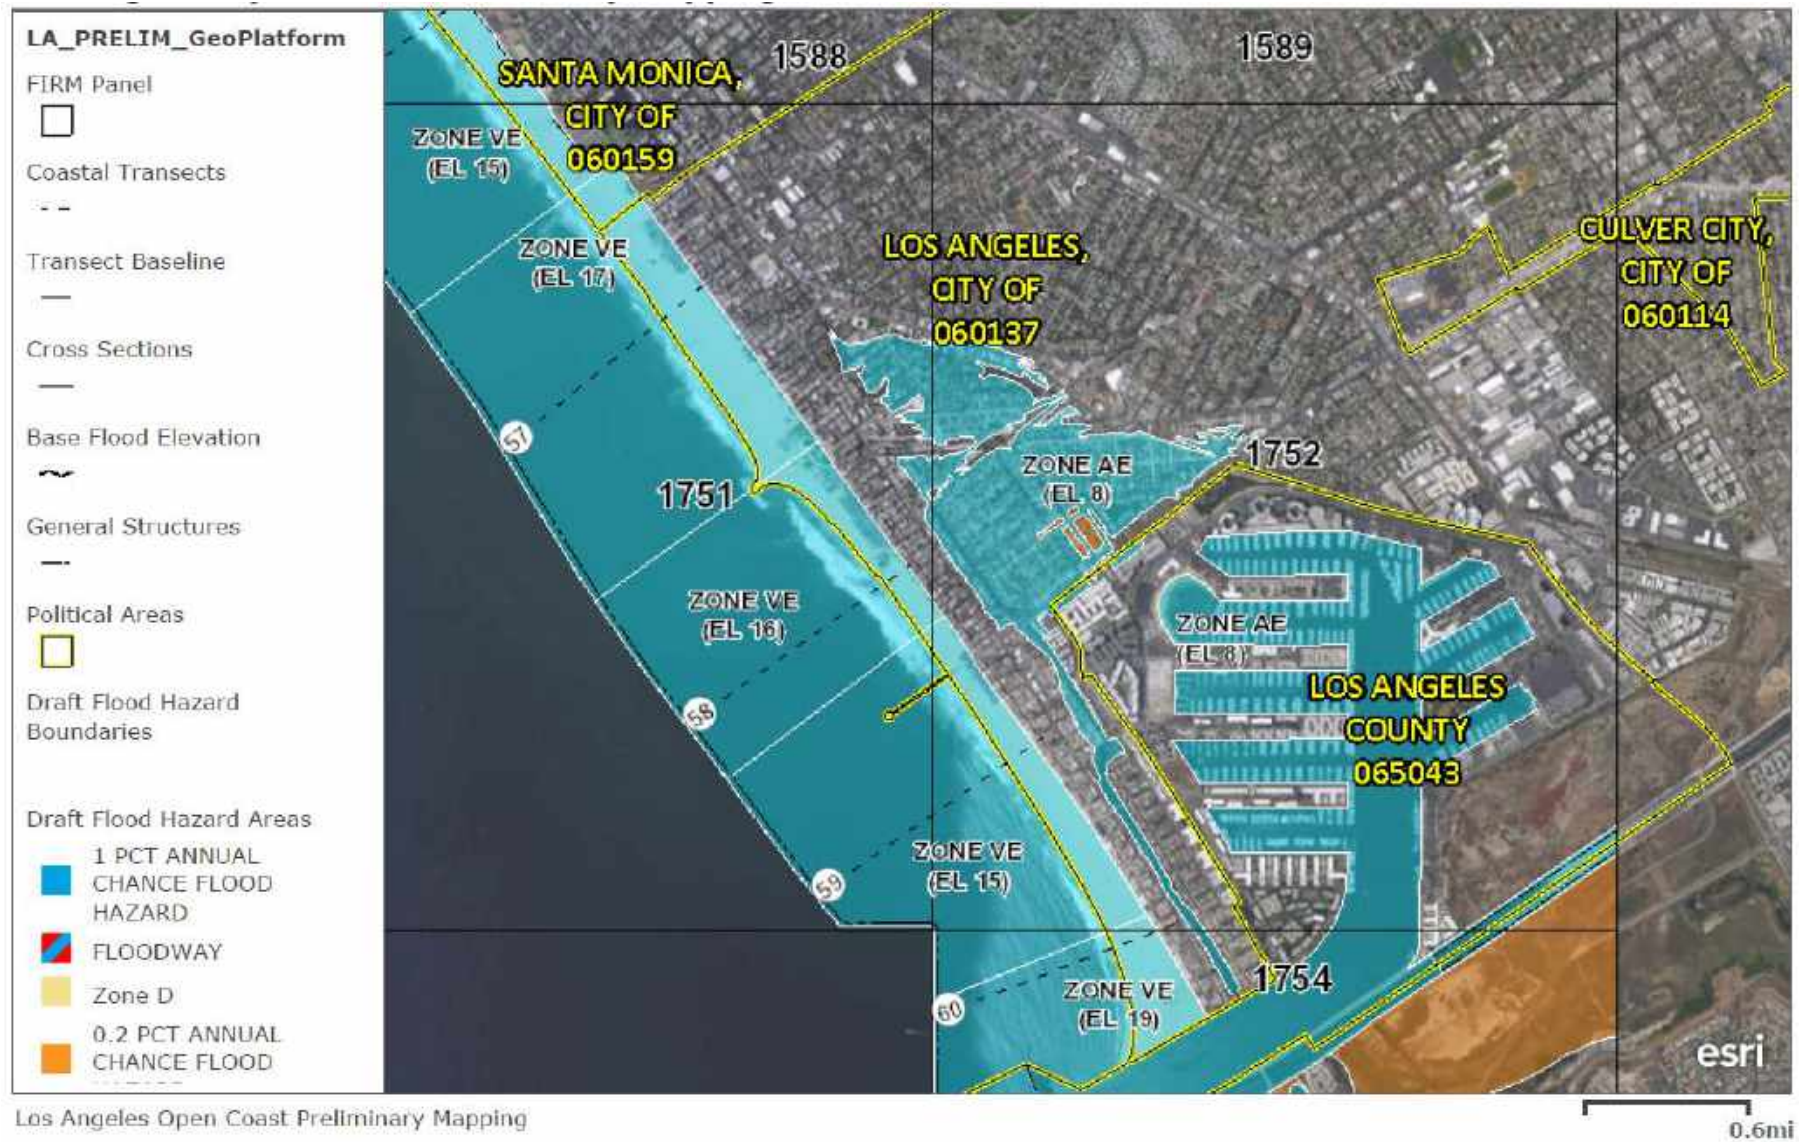 LA_PRELIM_GeoPlatform
FIRM Panel
Coastal Transects
Transect Baseline
Cross Sections
Base Flood Elevation
General Structures
Political Areas
Draft Flood Hazard
Boundaries
Draft Flood Hazard Areas
1 PCT ANNUAL
CHANCE FLOOD
HAZARD
FLOODWAY
Zone D
0.2 PCT ANNUAL
CHANCE FLOOD
1588
1589
SANTA MONICA,
CITY OF
060159
ZONE VE
(EL 15)
ZONE VE
(EL 17)
LOS ANGELES,
CITY OF
060137
CULVER CITY,
CITY OF
060114
57
1751
ZONE AE
(EL 8)
1752
ZONE VE
(EL 16)
ZONE AE
(EL 8)
58
LOS ANGELES
COUNTY
065043
59
ZONE VE
(EL 15)
60
ZONE VE
(EL 19)
1754
esri
Los Angeles Open Coast Preliminary Mapping
0.6mi